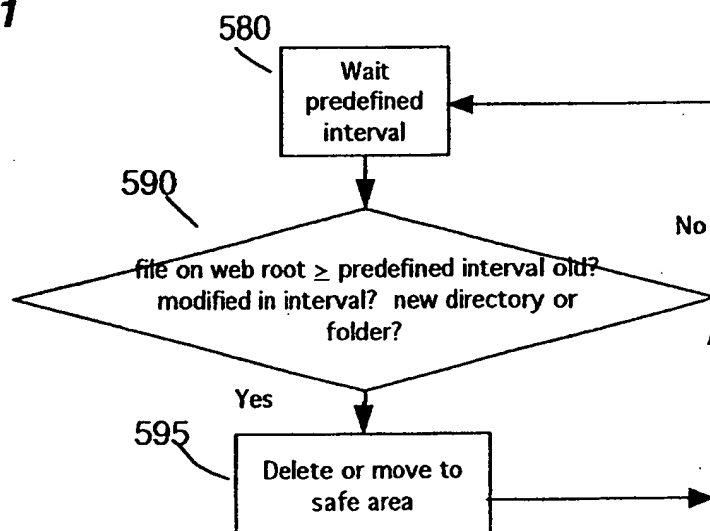 1
580
Wait
predefined
interval
590
No
file on web root ≥ predefined interval old?
modified in interval? new directory or
folder?
Yes
595
Delete or move to
safe area